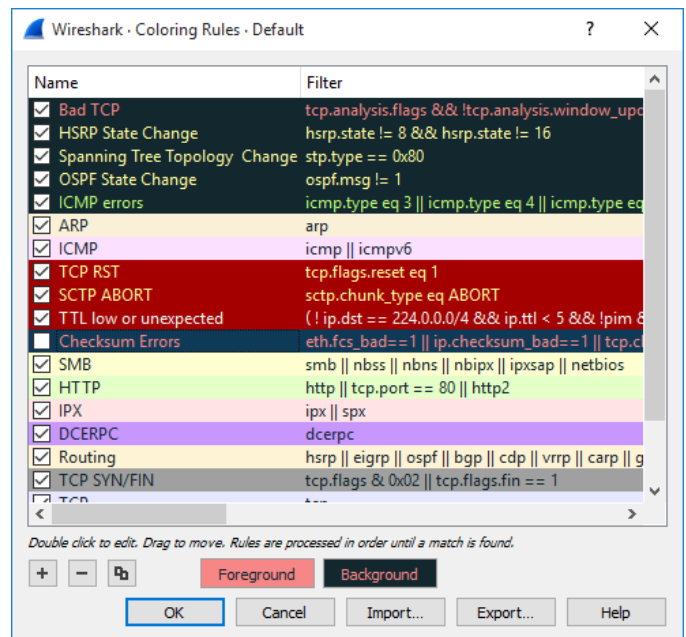 Wireshark · Coloring Rules · Default
Name Filter
Bad TCP tcp.analysis.flags && !tcp.analysis.window_upd
HSRP State Change hsrp.state != 8 && hsrp.state != 16
Spanning Tree Topology Change stp.type == 0x80
OSPF State Change ospf.msg != 1
ICMP errors icmp.type eq 3 || icmp.type eq 4 || icmp.type eq
ARP arp
ICMP icmp || icmpv6
TCP RST tcp.flags.reset eq 1
SCTP ABORT sctp.chunk_type eq ABORT
TTL low or unexpected ( ! ip.dst == 224.0.0.0/4 && ip.ttl < 5 && !pim &
Checksum Errors eth.fcs_bad==1 || ip.checksum_bad==1 || tcp.cl
SMB smb || nbss || nbns || nbipx || ipxsap || netbios
HTTP http || tcp.port == 80 || http2
IPX ipx || spx
DCERPC dcerpc
Routing hsrp || eigrp || ospf || bgp || cdp || vrrp || carp || g
TCP SYN/FIN tcp.flags & 0x02 || tcp.flags.fin == 1
TCP tcp
Double click to edit. Drag to move. Rules are processed in order until a match is found.
Foreground Background
OK Cancel Import... Export... Help